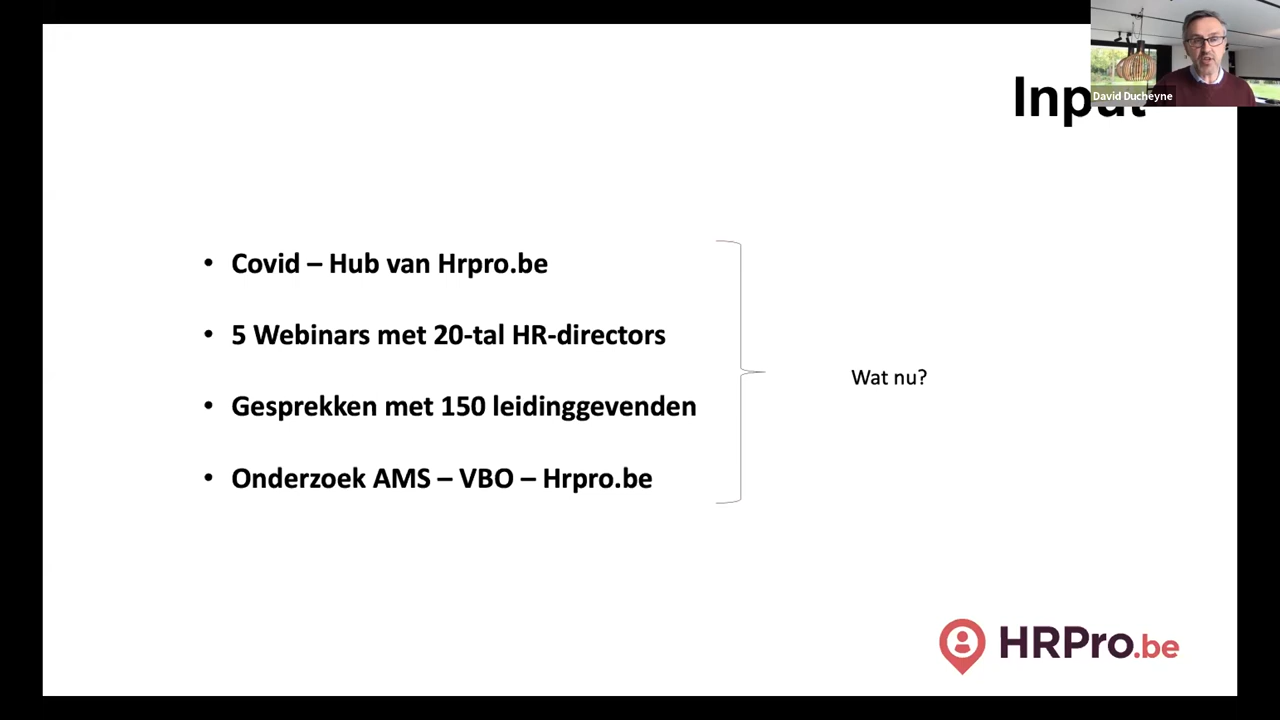 Input
David Ducheyne
• Covid – Hub van Hrpro.be
• 5 Webinars met 20-tal HR-directors
• Gesprekken met 150 leidinggevenden
• Onderzoek AMS – VBO – Hrpro.be
Wat nu?
HRPro.be